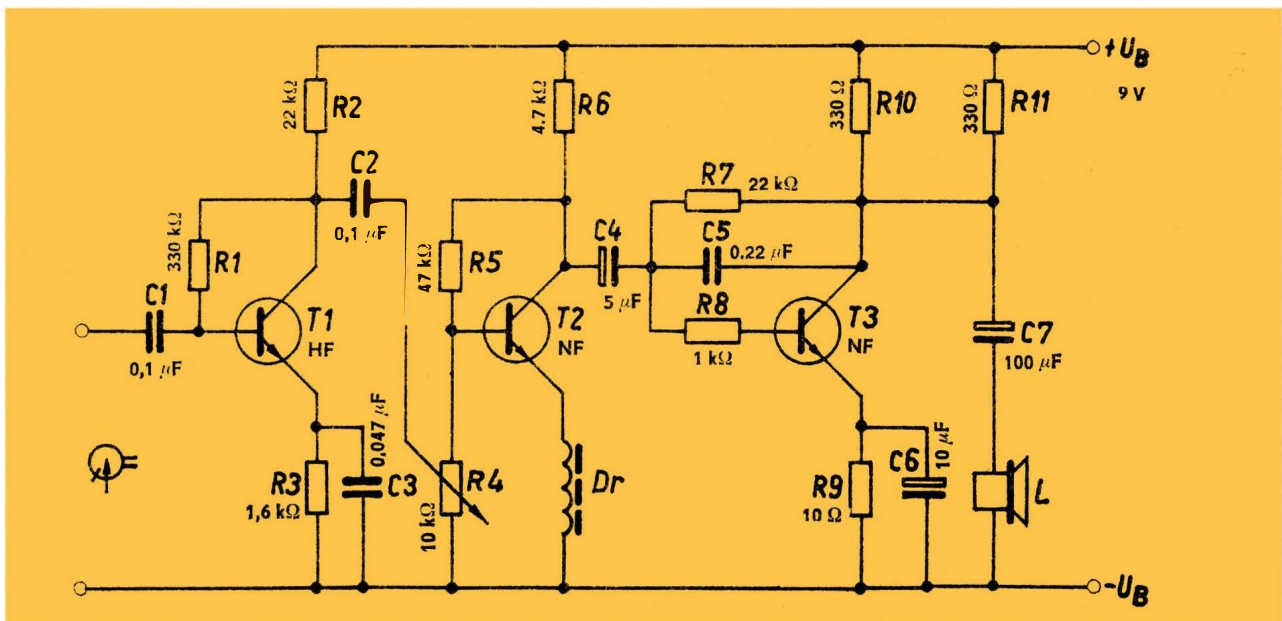 +UB
9 V
22 kΩ
R2
4.7 kΩ
R6
330 Ω
R10
330 Ω
R11
C2
0,1 µF
R7
22 kΩ
330 kΩ
R1
47 kΩ
R5
C4
5 µF
C5
0,22 µF
C1
0,1 µF
T1
HF
T2
NF
R8
1 kΩ
T3
NF
C7
100 µF
0,047 µF
R3
1,6 kΩ
C3
R4
10 kΩ
Dr
R9
10 Ω
C6
10 µF
L
-UB